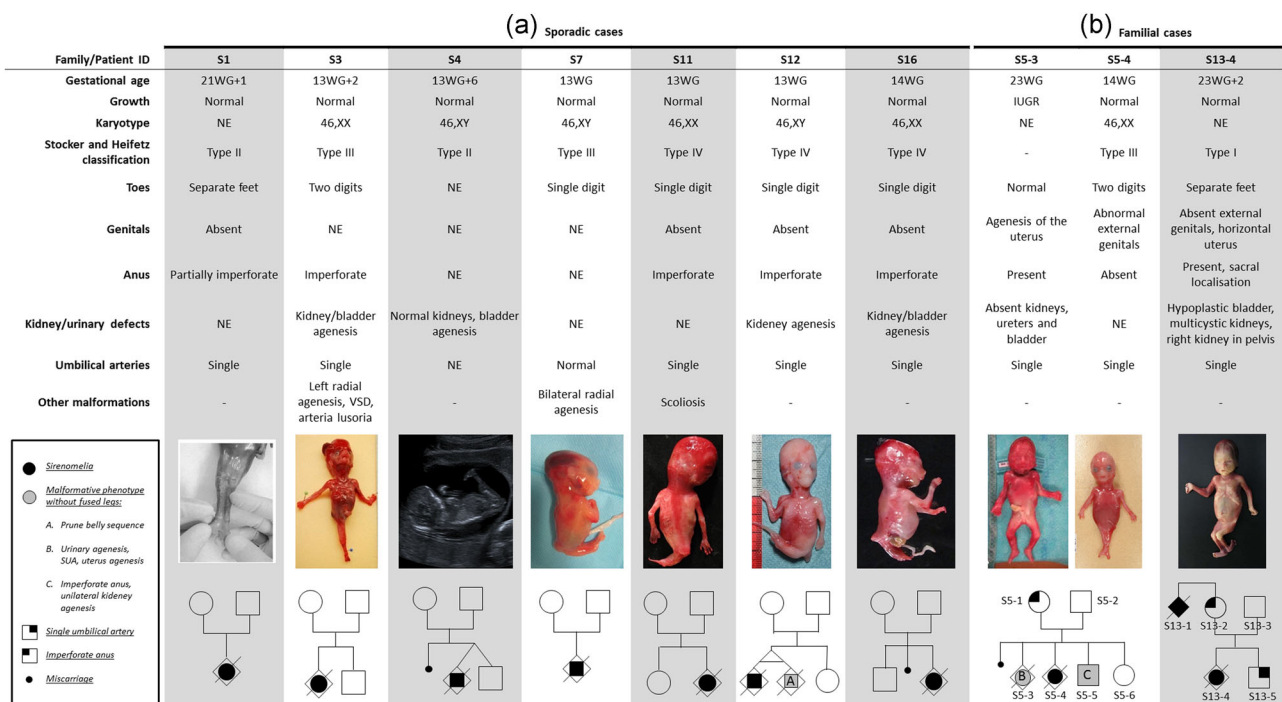 (a) (b)
Sporadic cases Familial cases
Family/Patient ID S1 S3 S4 S7 S11 S12 S16 S5-3 S5-4 S13-4
Gestational age 21WG+1 13WG+2 13WG+6 13WG 13WG 13WG 14WG 23WG 14WG 23WG+2
Growth Normal Normal Normal Normal Normal Normal Normal IUGR Normal Normal
Karyotype NE 46,XX 46,XY 46,XY 46,XX 46,XY 46,XX NE 46,XX NE
Stocker and Heifetz
classification Type II Type III Type II Type III Type IV Type IV Type IV - Type III Type I
Toes Separate feet Two digits NE Single digit Single digit Single digit Single digit Normal Two digits Separate feet
Genitals Absent NE NE NE Absent Absent Absent Agenesis of the
uterus Abnormal
external
genitals Absent external
genitals, horizontal
uterus
Anus Partially imperforate Imperforate NE NE Imperforate Imperforate Imperforate Present Absent Present, sacral
localisation
Kidney/urinary defects NE Kidney/bladder
agenesis Normal kidneys, bladder
agenesis NE NE Kideney agenesis Kidney/bladder
agenesis Absent kidneys,
ureters and
bladder NE Hypoplastic bladder,
multicystic kidneys,
right kidney in pelvis
Umbilical arteries Single Single NE Normal Single Single Single Single Single Single
Other malformations - Left radial
agenesis, VSD,
arteria lusoria - Bilateral radial
agenesis Scoliosis - - - - -
Sirenomelia
Malformative phenotype
without fused legs:
A. Prune belly sequence
B. Urinary agenesis,
SUA, uterus agenesis
C. Imperforate anus,
unilateral kideney
agenesis
Single umbilical artery
Imperforate anus
Miscarriage
A
S5-1 S5-2
B C
S5-3 S5-4 S5-5 S5-6
S13-1 S13-2 S13-3
S13-4 S13-5